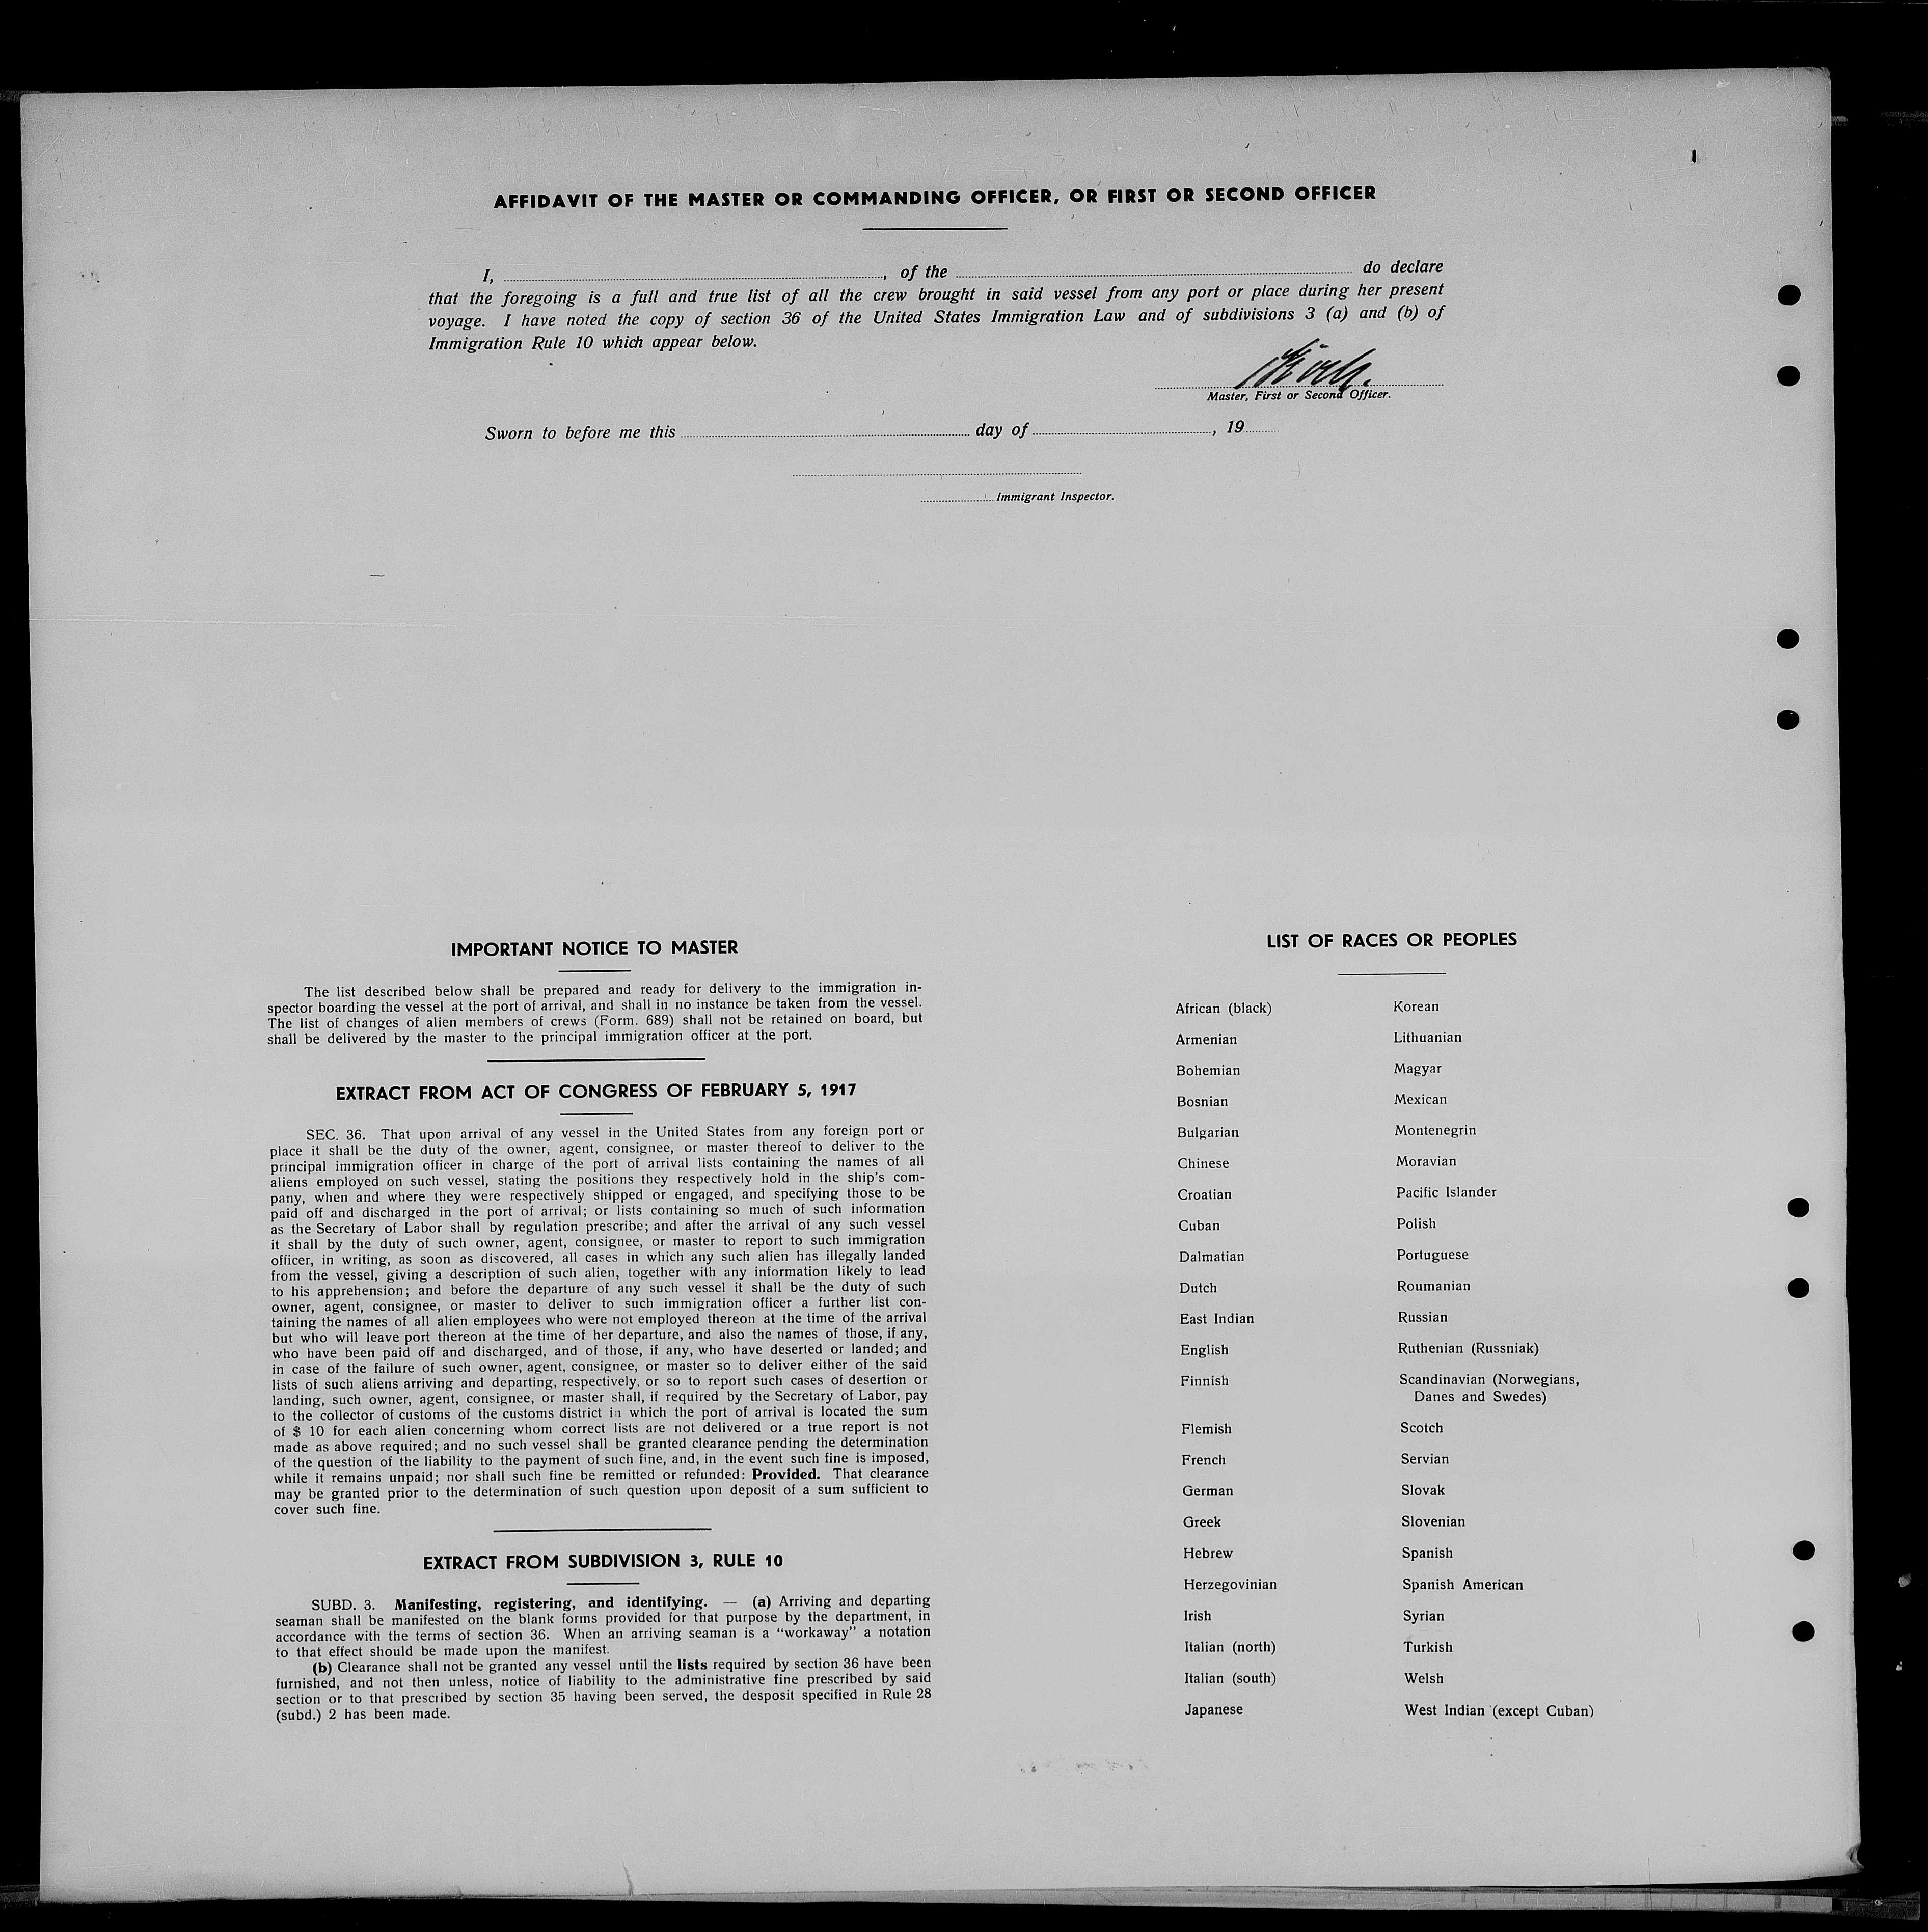 AFFIDAVIT OF THE MASTER OR COMMANDING OFFICER, OR FIRST OR SECOND OFFICER
I, , of the do declare
that the foregoing is a full and true list of all the crew brought in said vessel from any port or place during her present
voyage. I have noted the copy of section 36 of the United States Immigration Law and of subdivisions 3 (a) and (b) of
Immigration Rule 10 which appear below.
Master, First or Second Officer.
Sworn to before me this day of , 19
Immigrant Inspector.
IMPORTANT NOTICE TO MASTER
The list described below shall be prepared and ready for delivery to the immigration in-
spector boarding the vessel at the port of arrival, and shall in no instance be taken from the vessel.
The list of changes of alien members of crews (Form. 689) shall not be retained on board, but
shall be delivered by the master to the principal immigration officer at the port.
EXTRACT FROM ACT OF CONGRESS OF FEBRUARY 5, 1917
SEC. 36. That upon arrival of any vessel in the United States from any foreign port or
place it shall be the duty of the owner, agent, consignee, or master thereof to deliver to the
principal immigration officer in charge of the port of arrival lists containing the names of all
aliens employed on such vessel, stating the positions they respectively hold in the ship's com-
pany, when and where they were respectively shipped or engaged, and specifying those to be
paid off and discharged in the port of arrival; or lists containing so much of such information
as the Secretary of Labor shall by regulation prescribe; and after the arrival of any such vessel
it shall by the duty of such owner, agent, consignee, or master to report to such immigration
officer, in writing, as soon as discovered, all cases in which any such alien has illegally landed
from the vessel, giving a description of such alien, together with any information likely to lead
to his apprehension; and before the departure of any such vessel it shall be the duty of such
owner, agent, consignee, or master to deliver to such immigration officer a further list con-
taining the names of all alien employees who were not employed thereon at the time of the arrival
but who will leave port thereon at the time of her departure, and also the names of those, if any,
who have been paid off and discharged, and of those, if any, who have deserted or landed; and
in case of the failure of such owner, agent, consignee, or master so to deliver either of the said
lists of such aliens arriving and departing, respectively, or so to report such cases of desertion or
landing, such owner, agent, consignee, or master shall, if required by the Secretary of Labor, pay
to the collector of customs of the customs district in which the port of arrival is located the sum
of $ 10 for each alien concerning whom correct lists are not delivered or a true report is not
made as above required; and no such vessel shall be granted clearance pending the determination
of the question of the liability to the payment of such fine, and, in the event such fine is imposed,
while it remains unpaid; nor shall such fine be remitted or refunded: Provided. That clearance
may be granted prior to the determination of such question upon deposit of a sum sufficient to
cover such fine.
EXTRACT FROM SUBDIVISION 3, RULE 10
SUBD. 3. Manifesting, registering, and identifying. — (a) Arriving and departing
seaman shall be manifested on the blank forms provided for that purpose by the department, in
accordance with the terms of section 36. When an arriving seaman is a "workaway" a notation
to that effect should be made upon the manifest.
(b) Clearance shall not be granted any vessel until the lists required by section 36 have been
furnished, and not then unless, notice of liability to the administrative fine prescribed by said
section or to that prescribed by section 35 having been served, the desposit specified in Rule 28
(subd.) 2 has been made.
LIST OF RACES OR PEOPLES
African (black)
Armenian
Bohemian
Bosnian
Bulgarian
Chinese
Croatian
Cuban
Dalmatian
Dutch
East Indian
English
Finnish
Flemish
French
German
Greek
Hebrew
Herzegovinian
Irish
Italian (north)
Italian (south)
Japanese
Korean
Lithuanian
Magyar
Mexican
Montenegrin
Moravian
Pacific Islander
Polish
Portuguese
Roumanian
Russian
Ruthenian (Russniak)
Scandinavian (Norwegians,
Danes and Swedes)
Scotch
Servian
Slovak
Slovenian
Spanish
Spanish American
Syrian
Turkish
Welsh
West Indian (except Cuban)